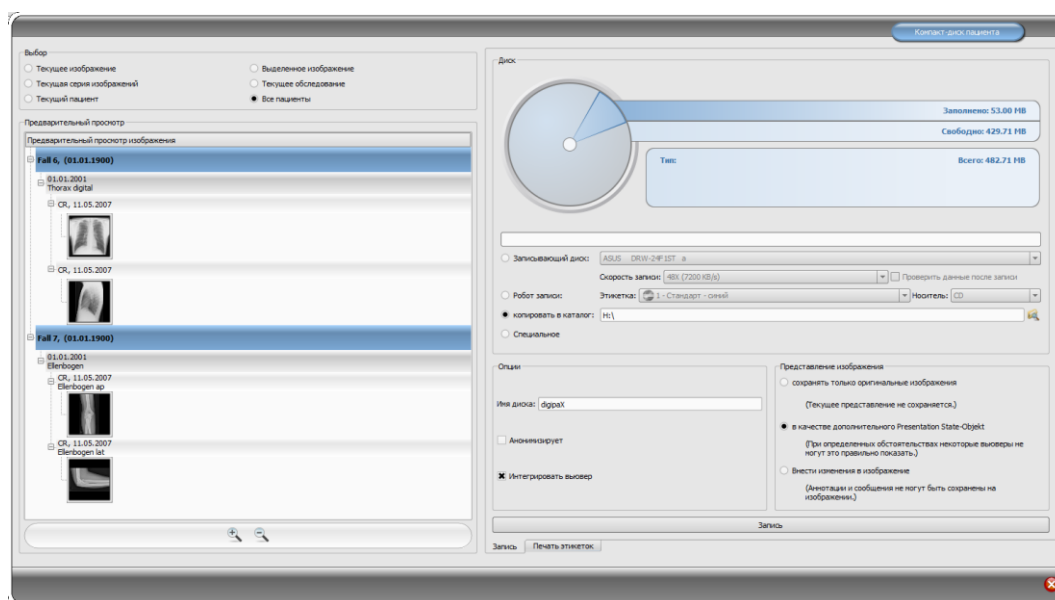 Компакт-диск пациента
Выбор
Текущее изображение
Выделенное изображение
Текущая серия изображений
Текущее обследование
Текущий пациент
Все пациенты
Предварительный просмотр
Предварительный просмотр изображения
Fall 6, (01.01.1900)
01.01.2001
Thorax digital
CR, 11.05.2007
CR, 11.05.2007
Fall 7, (01.01.1900)
01.01.2001
Ellenbogen
CR, 11.05.2007
Ellenbogen ap
CR, 11.05.2007
Ellenbogen lat
Диск
Заполнено: 53.00 MB
Свободно: 429.71 MB
Тип:
Всего: 482.71 MB
Записывающий диск: ASUS DRW-24F1ST a
Скорость записи: 48X (7200 KB/s) Проверить данные после записи
Робот записи: Этикетка: 1 - Стандарт - синий Носитель: CD
копировать в каталог: H:\
Специальное
Опции
Имя диска: digipaX
Анонимизирует
Интегрировать вьювер
Представление изображения
сохранять только оригинальные изображения
(Текущее представление не сохраняется.)
в качестве дополнительного Presentation State-Objekt
(При определенных обстоятельствах некоторые вьюверы не
могут это правильно показать.)
Внести изменения в изображение
(Аннотации и сообщения не могут быть сохранены на
изображении.)
Запись
Запись Печать этикеток